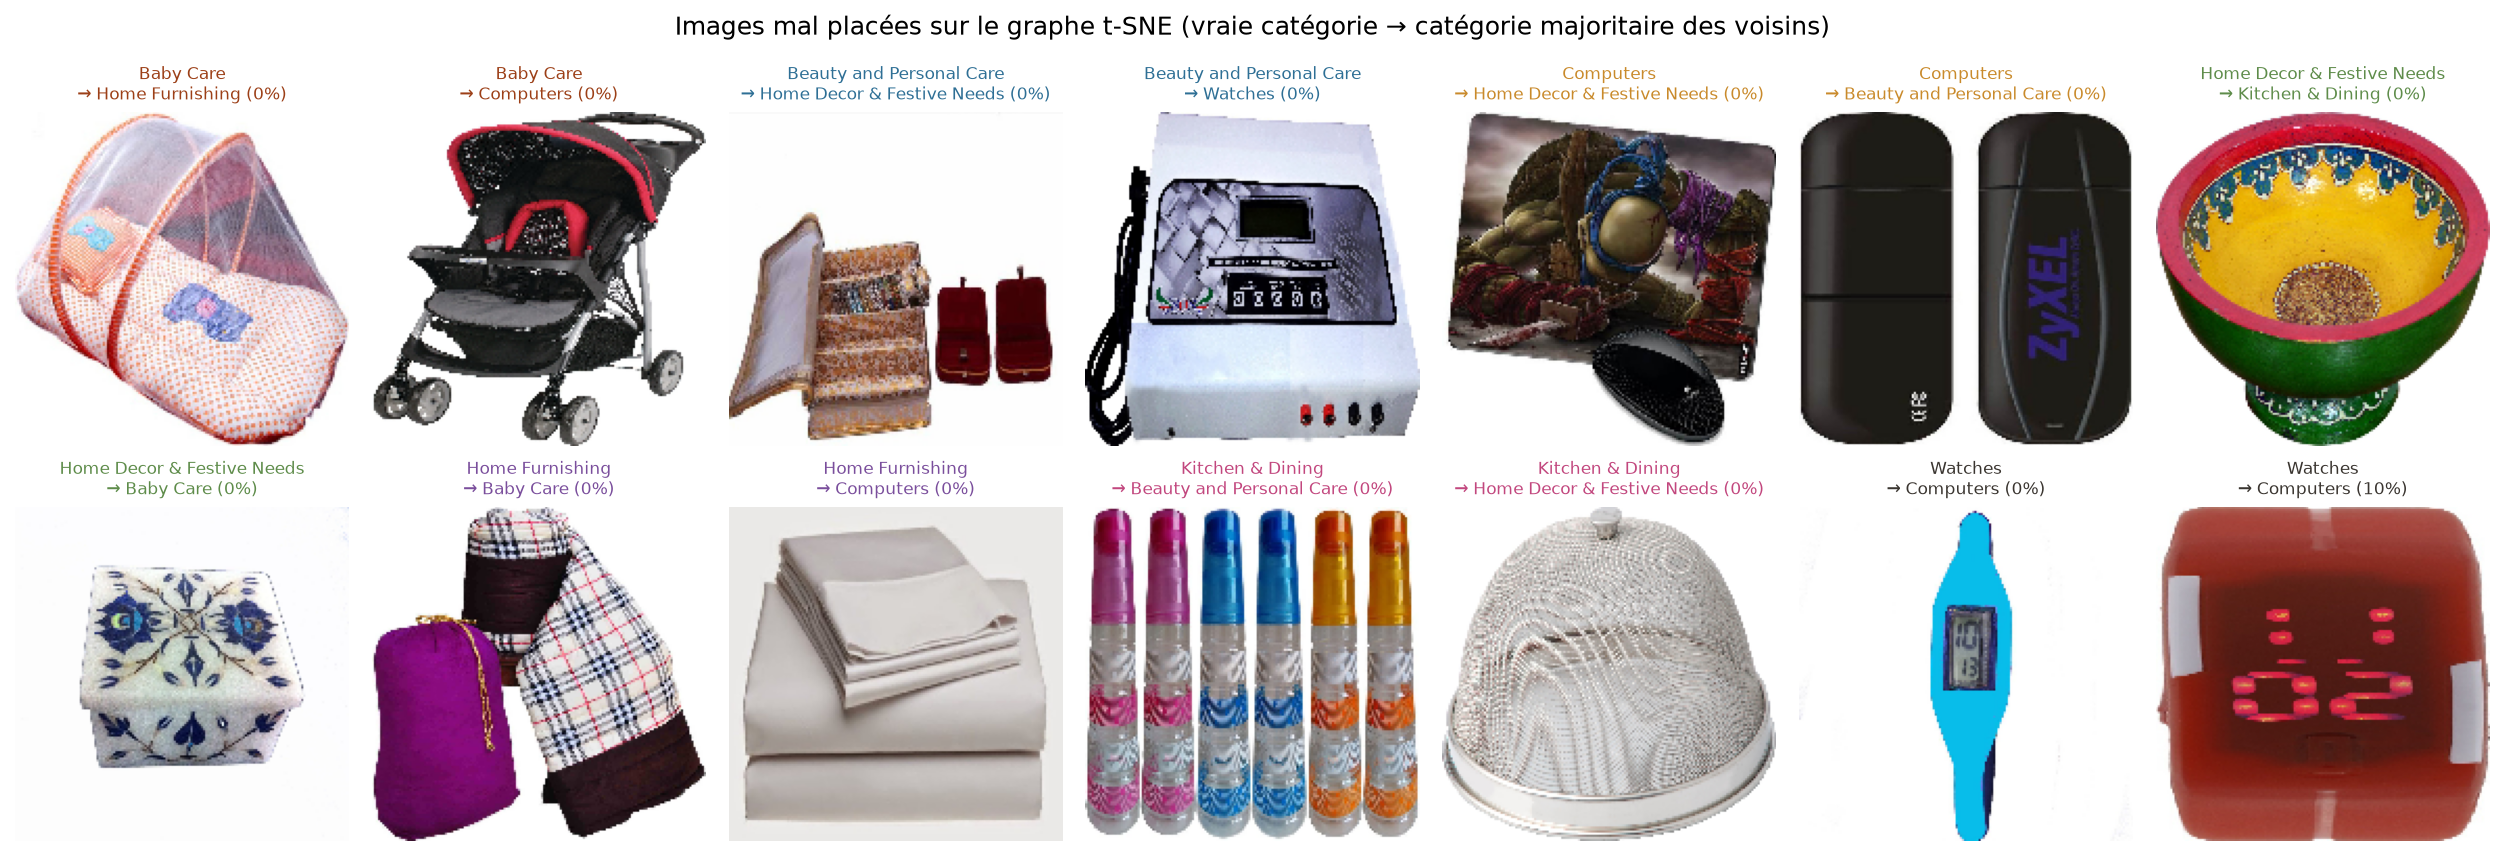 Images mal placées sur le graphe t-SNE (vraie catégorie → catégorie majoritaire des voisins)
Baby Care
→ Home Furnishing (0%)
Baby Care
→ Computers (0%)
Beauty and Personal Care
→ Home Decor & Festive Needs (0%)
Beauty and Personal Care
→ Watches (0%)
Computers
→ Home Decor & Festive Needs (0%)
Computers
→ Beauty and Personal Care (0%)
Home Decor & Festive Needs
→ Kitchen & Dining (0%)
ZyXEL
Home Decor & Festive Needs
→ Baby Care (0%)
Home Furnishing
→ Baby Care (0%)
Home Furnishing
→ Computers (0%)
Kitchen & Dining
→ Beauty and Personal Care (0%)
Kitchen & Dining
→ Home Decor & Festive Needs (0%)
Watches
→ Computers (0%)
Watches
→ Computers (10%)
02